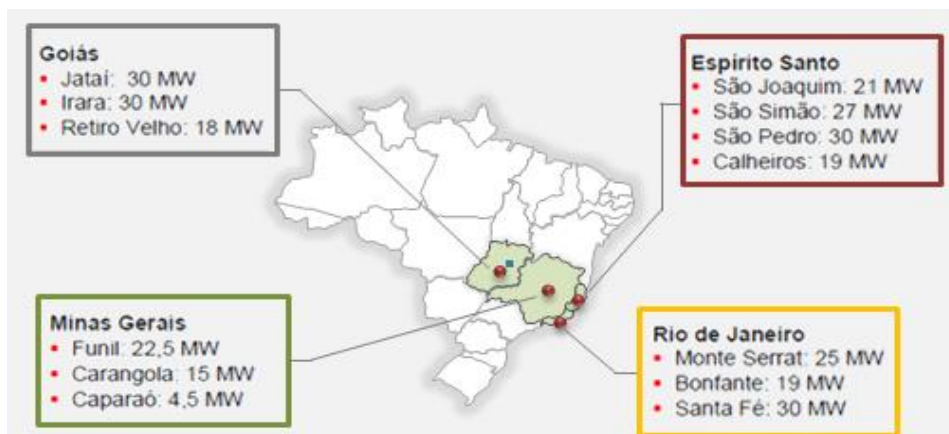 Goiás
• Jataí: 30 MW
• Irara: 30 MW
• Retiro Velho: 18 MW
Espírito Santo
• São Joaquim: 21 MW
• São Simão: 27 MW
• São Pedro: 30 MW
• Calheiros: 19 MW
Minas Gerais
• Funil: 22,5 MW
• Carangola: 15 MW
• Caparaó: 4,5 MW
Rio de Janeiro
• Monte Serrat: 25 MW
• Bonfante: 19 MW
• Santa Fé: 30 MW